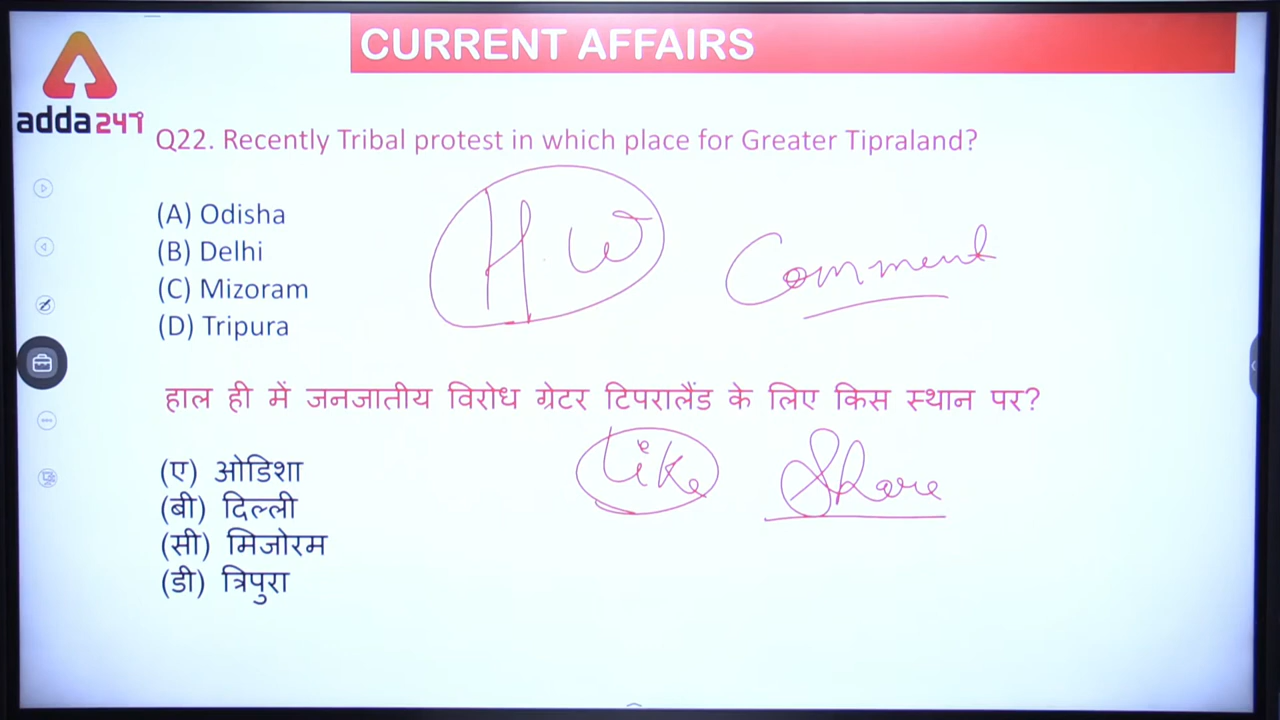 CURRENT AFFAIRS
adda247
Q22. Recently Tribal protest in which place for Greater Tipraland?
(A) Odisha
(B) Delhi
(C) Mizoram
(D) Tripura
H.W
Comment
हाल ही में जनजातीय विरोध ग्रेटर टिपरालैंड के लिए किस स्थान पर?
(ए) ओडिशा
(बी) दिल्ली
(सी) मिजोरम
(डी) त्रिपुरा
Like
Share